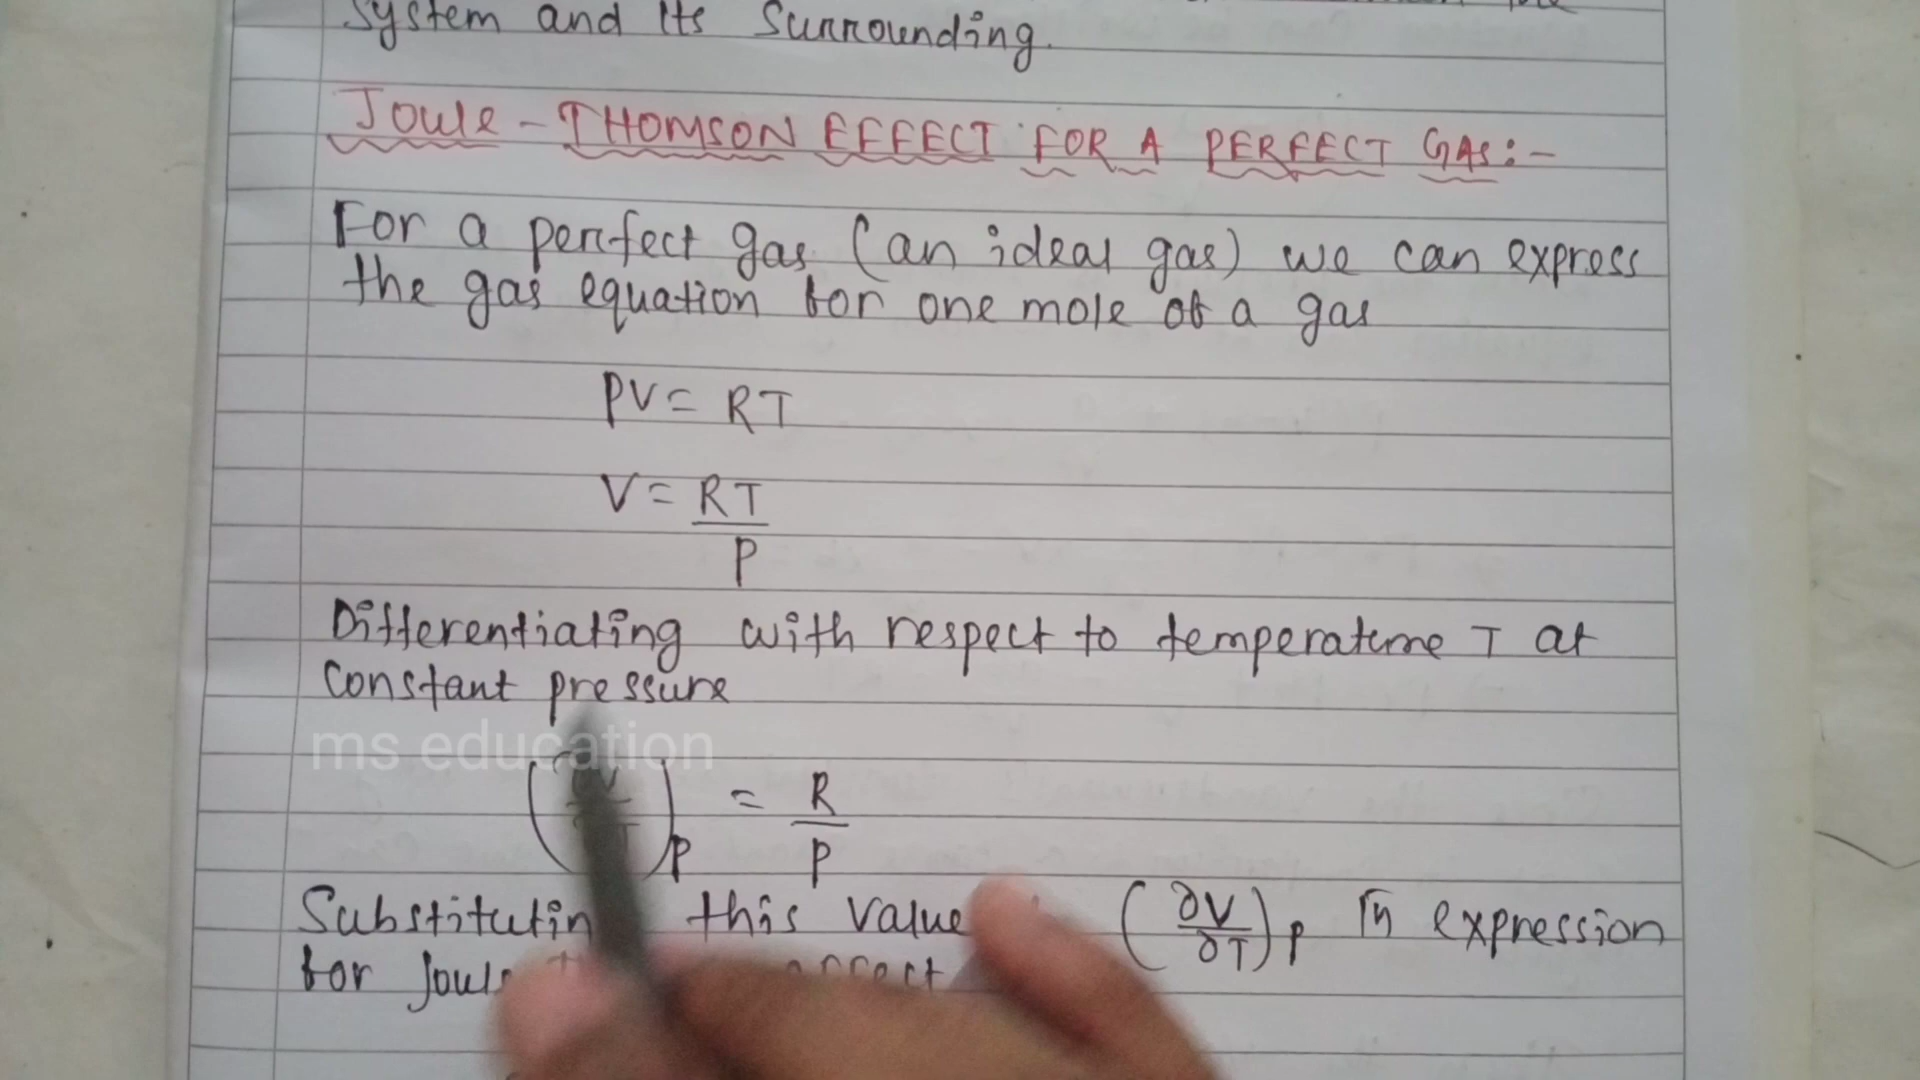 System and its Surrounding.
Joule - THOMSON EFFECT FOR A PERFECT GAS:-
For a perfect gas (an ideal gas) we can express
the gas equation for one mole of a gas
PV = RT
V = RT
P
Differentiating with respect to temperature T at
constant pressure
ms education
( )P = R
P
Substitutin this value (∂V/∂T)P in expression
for